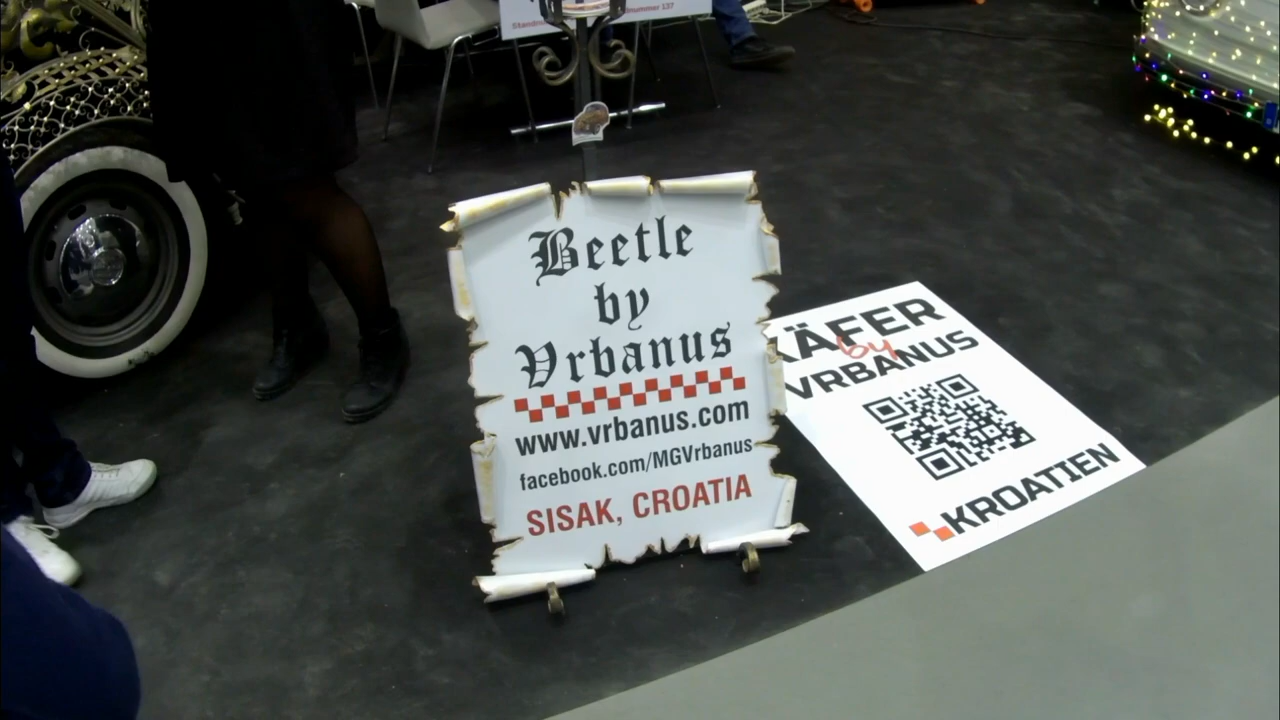 Beetle
by
Vrbanus
www.vrbanus.com
facebook.com/MGVrbanus
SISAK, CROATIA
KÄFER
by
VRBANUS
KROATIEN